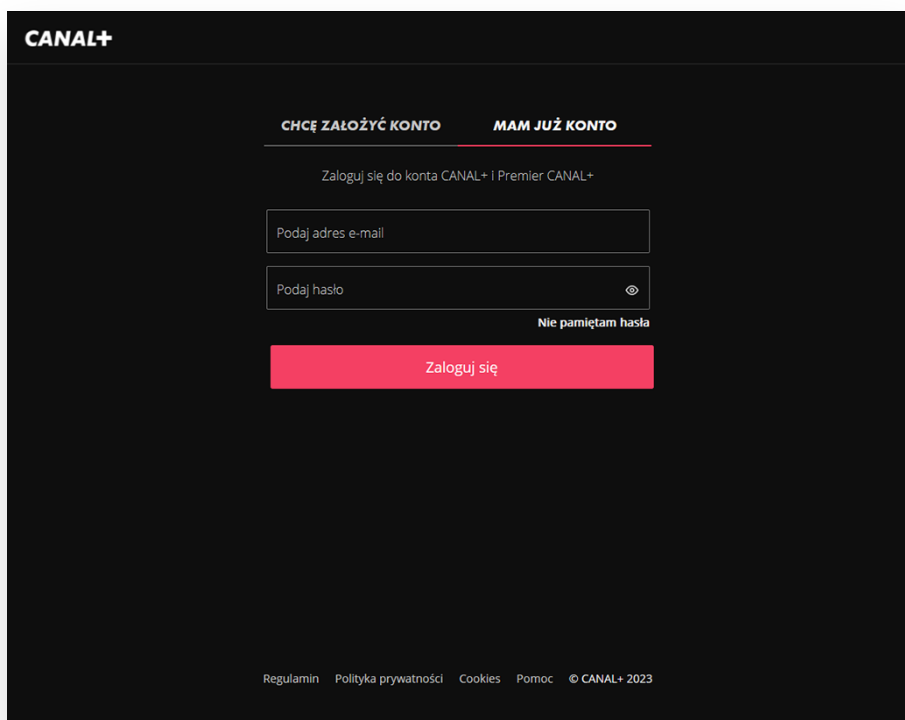 CANAL+
CHCĘ ZAŁOŻYĆ KONTO MAM JUŻ KONTO
Zaloguj się do konta CANAL+ i Premier CANAL+
Podaj adres e-mail
Podaj hasło
Nie pamiętam hasła
Zaloguj się
Regulamin Polityka prywatności Cookies Pomoc © CANAL+ 2023